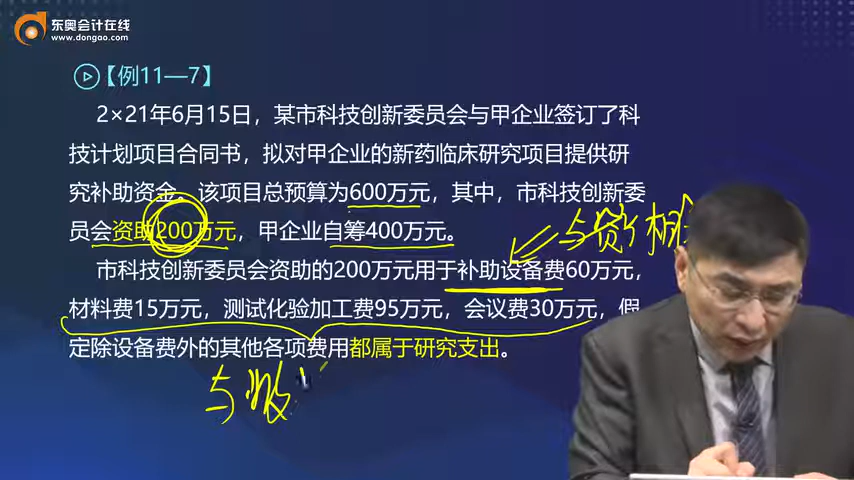 东奥会计在线
www.dongao.com
【例11—7】
2×21年6月15日，某市科技创新委员会与甲企业签订了科
技计划项目合同书，拟对甲企业的新药临床研究项目提供研
究补助资金。该项目总预算为600万元，其中，市科技创新委
员会资助200万元，甲企业自筹400万元。
与资产相
市科技创新委员会资助的200万元用于补助设备费60万元，
材料费15万元，测试化验加工费95万元，会议费30万元，假
定除设备费外的其他各项费用都属于研究支出。
与收